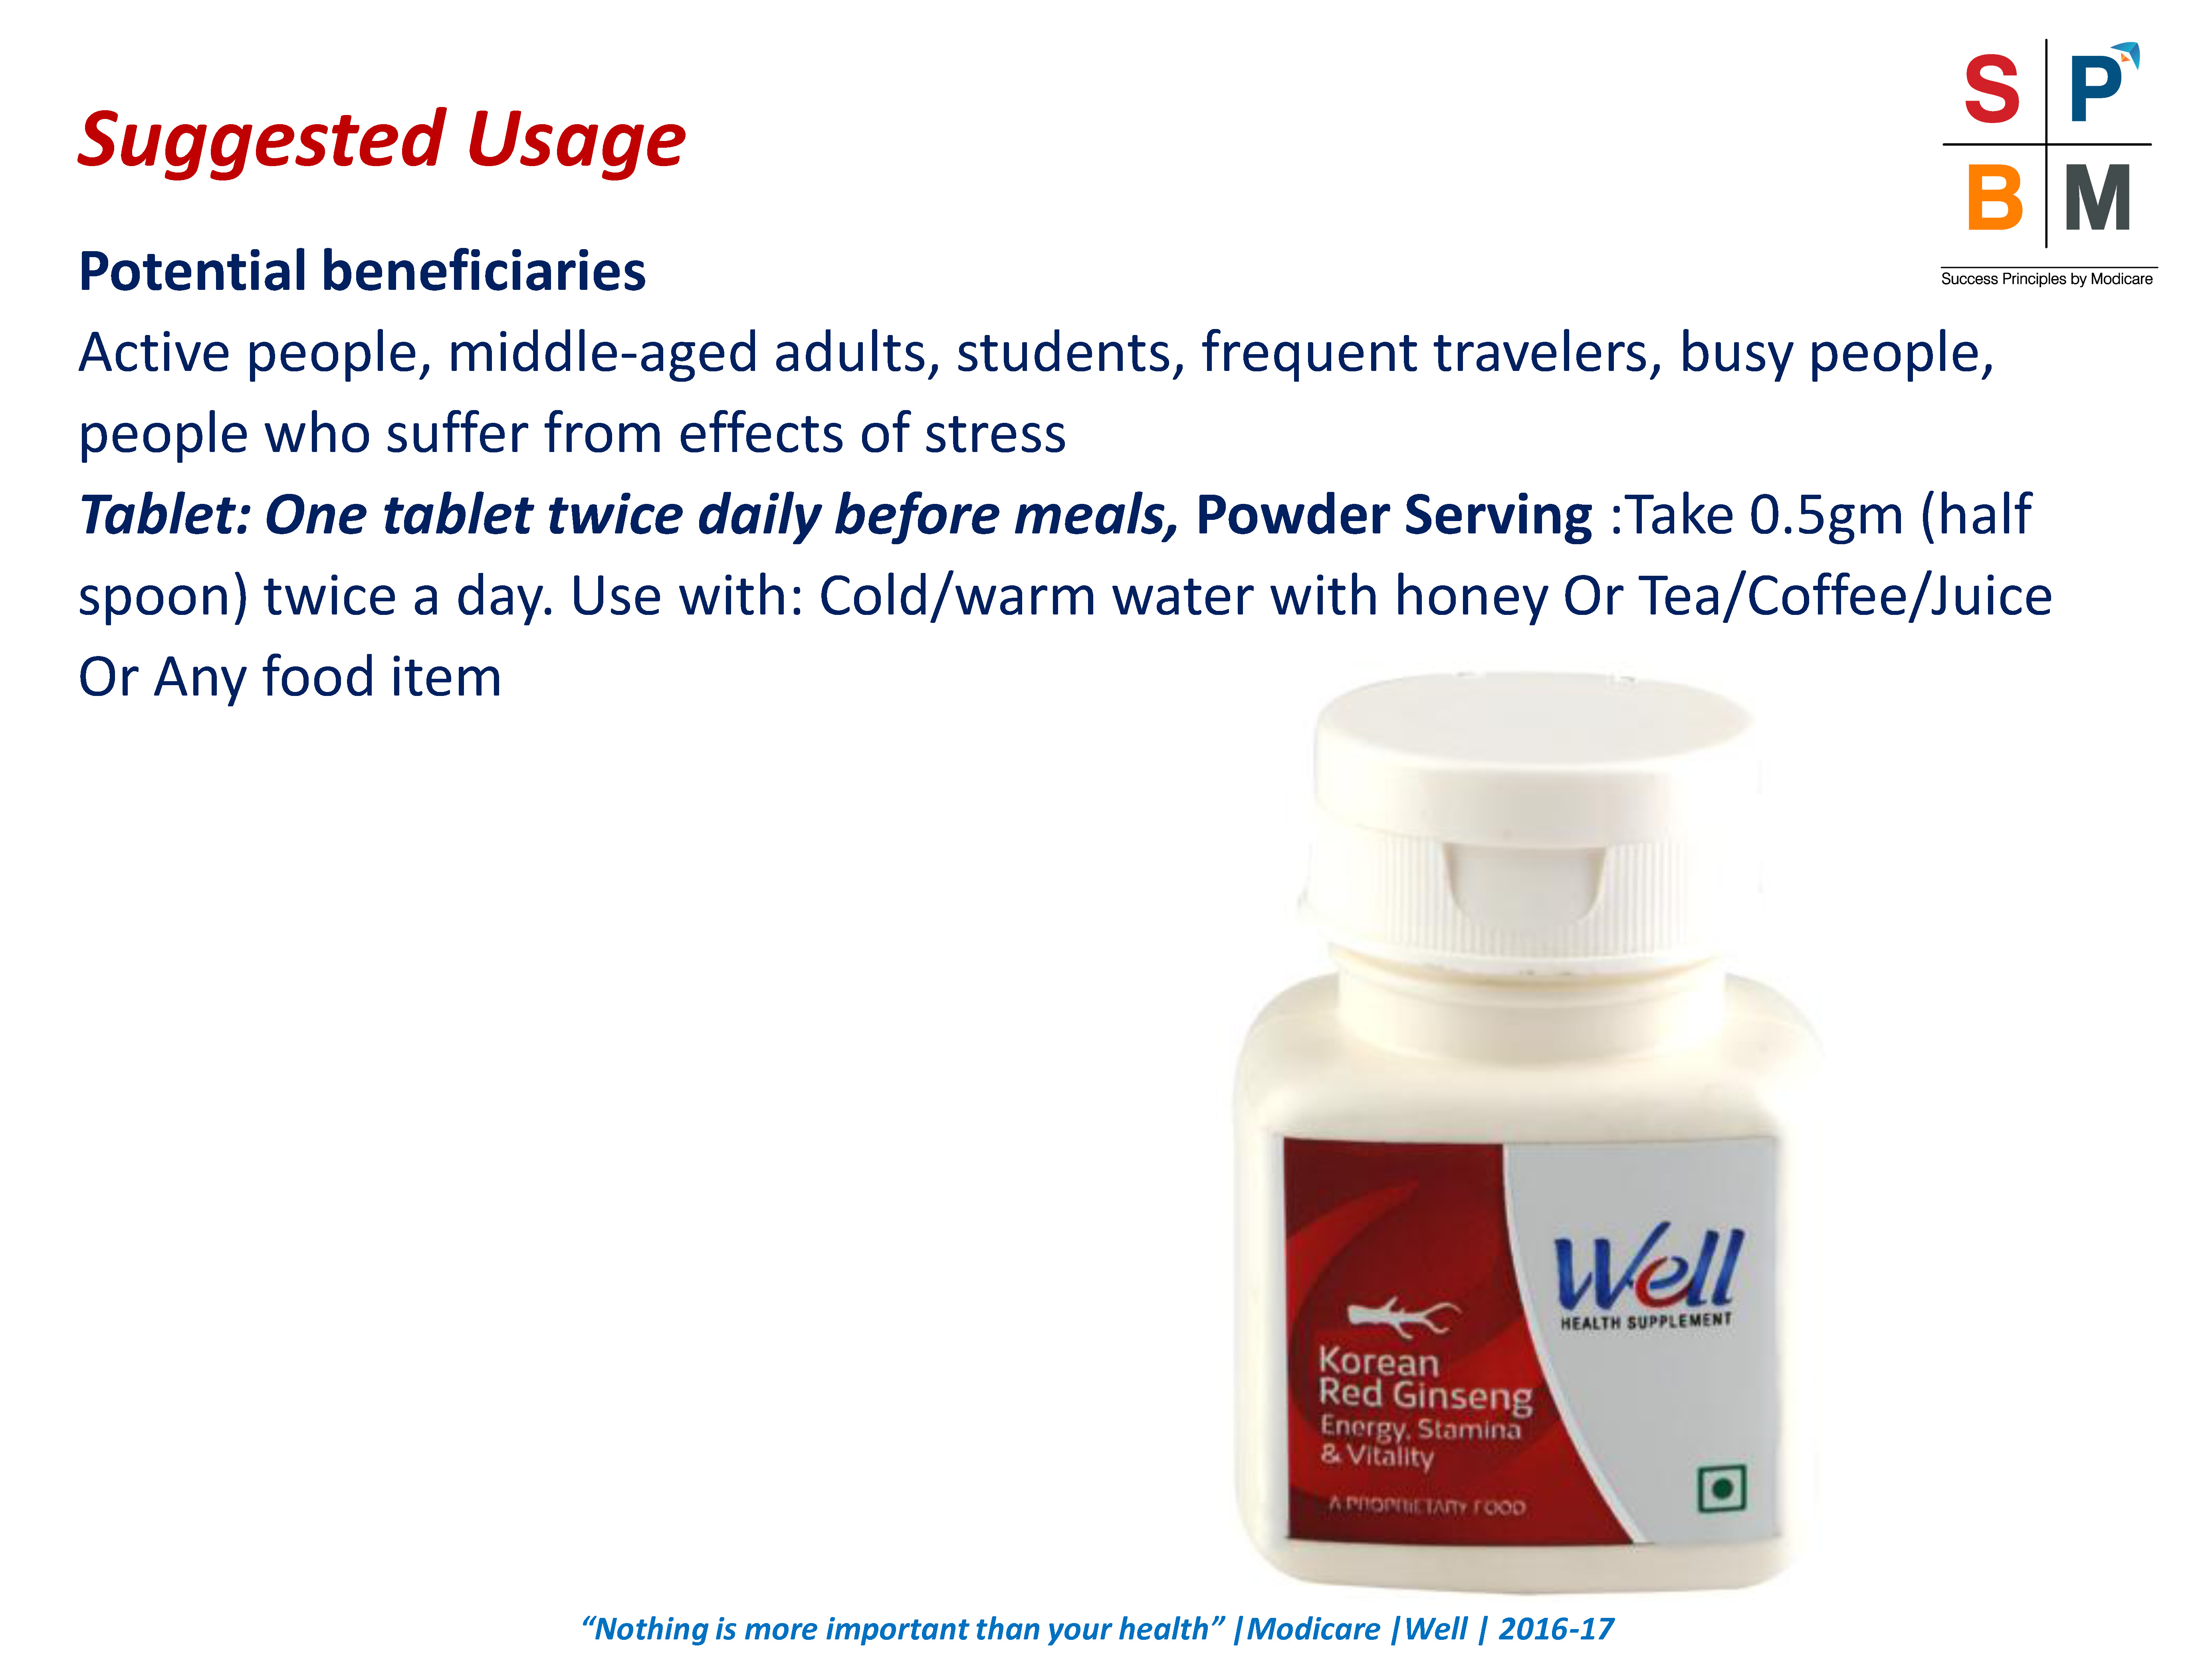 Suggested Usage
S P
B M
Success Principles by Modicare
Potential beneficiaries
Active people, middle-aged adults, students, frequent travelers, busy people,
people who suffer from effects of stress
Tablet: One tablet twice daily before meals, Powder Serving :Take 0.5gm (half
spoon) twice a day. Use with: Cold/warm water with honey Or Tea/Coffee/Juice
Or Any food item
Well
HEALTH SUPPLEMENT
Korean
Red Ginseng
Energy, Stamina
& Vitality
A PROPRIETARY FOOD
“Nothing is more important than your health” |Modicare |Well | 2016-17